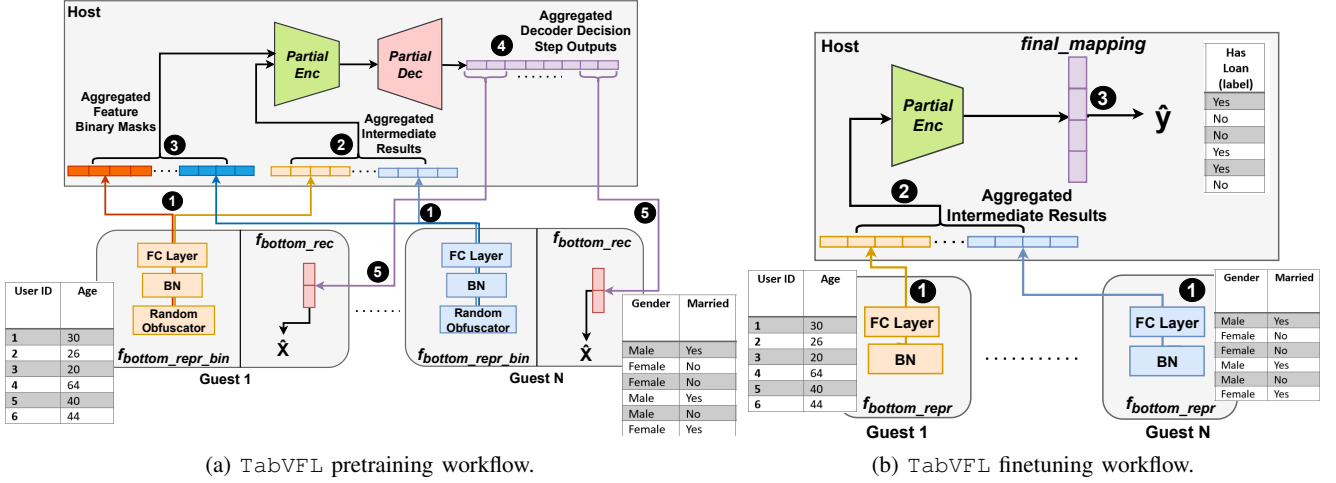 Host
Aggregated
Decoder Decision
Step Outputs
4
Partial
Enc
Partial
Dec
Aggregated
Feature
Binary Masks
Aggregated
Intermediate
Results
3
2
1
1
5
5
FC Layer
BN
Random
Obfuscator
f_bottom_repr_bin
f_bottom_rec
x̂
Guest 1
FC Layer
BN
Random
Obfuscator
f_bottom_repr_bin
f_bottom_rec
x̂
Guest N
User ID Age
1 30
2 26
3 20
4 64
5 40
6 44
Gender Married
Male Yes
Female No
Female No
Male Yes
Male No
Female Yes
(a) TabVFL pretraining workflow.
Host
final_mapping
Has
Loan
(label)
Yes
No
No
Yes
Yes
No
Partial
Enc
3
ŷ
2
Aggregated
Intermediate Results
1
1
User ID Age
1 30
2 26
3 20
4 64
5 40
6 44
FC Layer
BN
f_bottom_repr
Guest 1
FC Layer
BN
f_bottom_repr
Guest N
Gender Married
Male Yes
Female No
Female No
Male Yes
Male No
Female Yes
(b) TabVFL finetuning workflow.